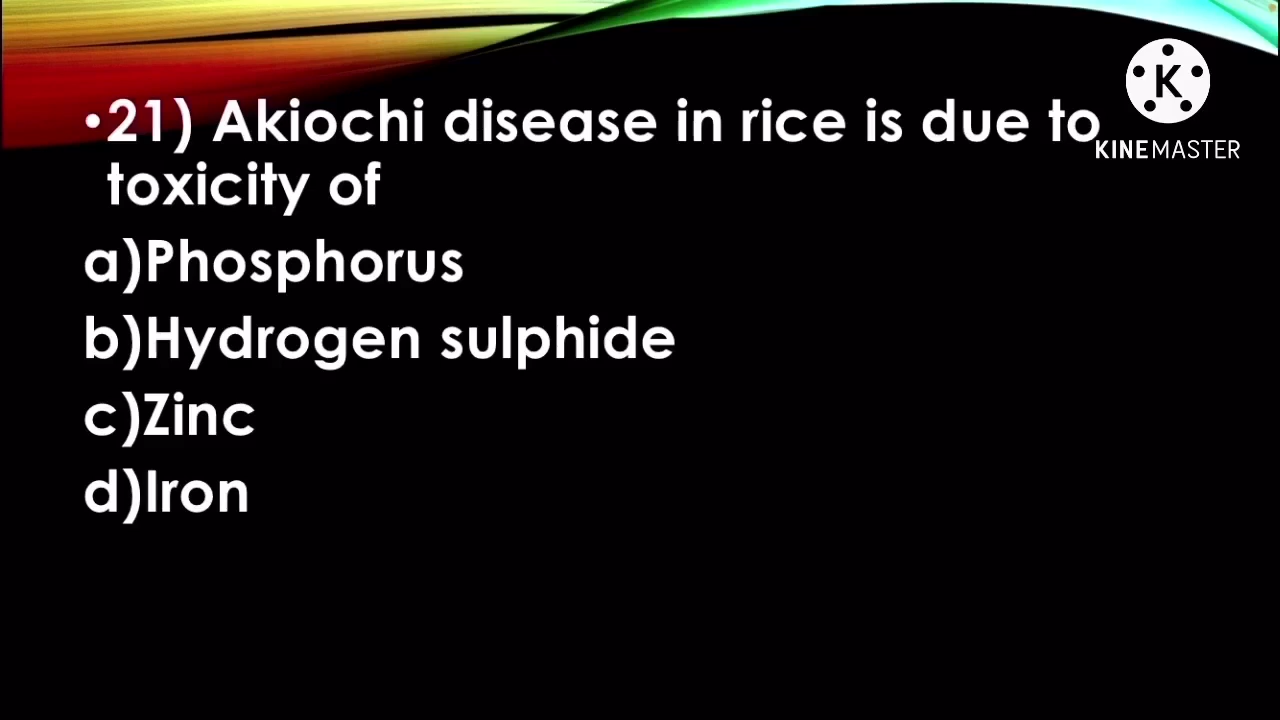 •21) Akiochi disease in rice is due to
toxicity of
a)Phosphorus
b)Hydrogen sulphide
c)Zinc
d)Iron
K
KINEMASTER